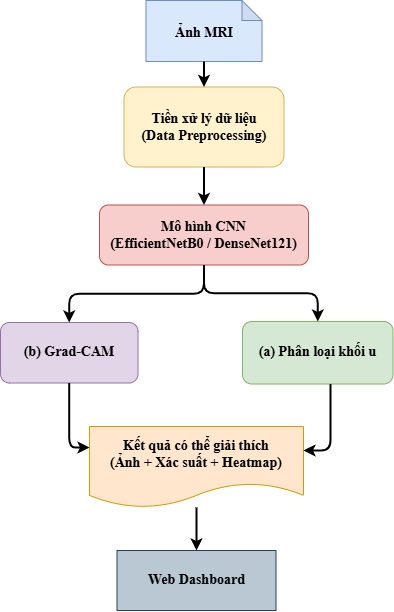 Ảnh MRI
Tiền xử lý dữ liệu
(Data Preprocessing)
Mô hình CNN
(EfficientNetB0 / DenseNet121)
(b) Grad-CAM
(a) Phân loại khối u
Kết quả có thể giải thích
(Ảnh + Xác suất + Heatmap)
Web Dashboard